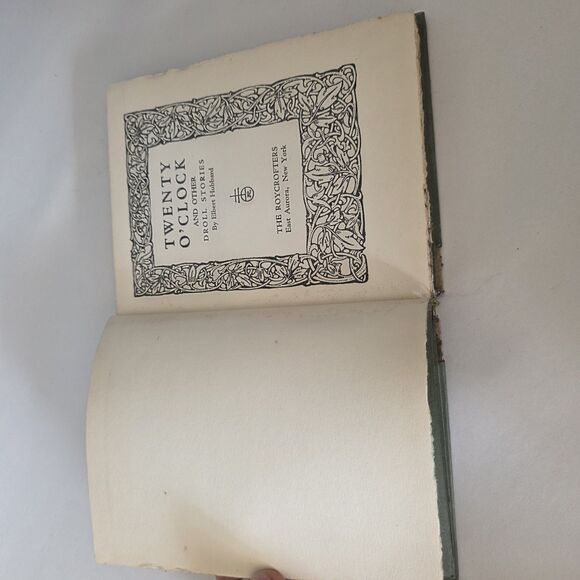 TWENTY
O'CLOCK
AND OTHER
DROLL STORIES
By Elbert Hubbard
THE ROYCROFTERS
East Aurora, New York